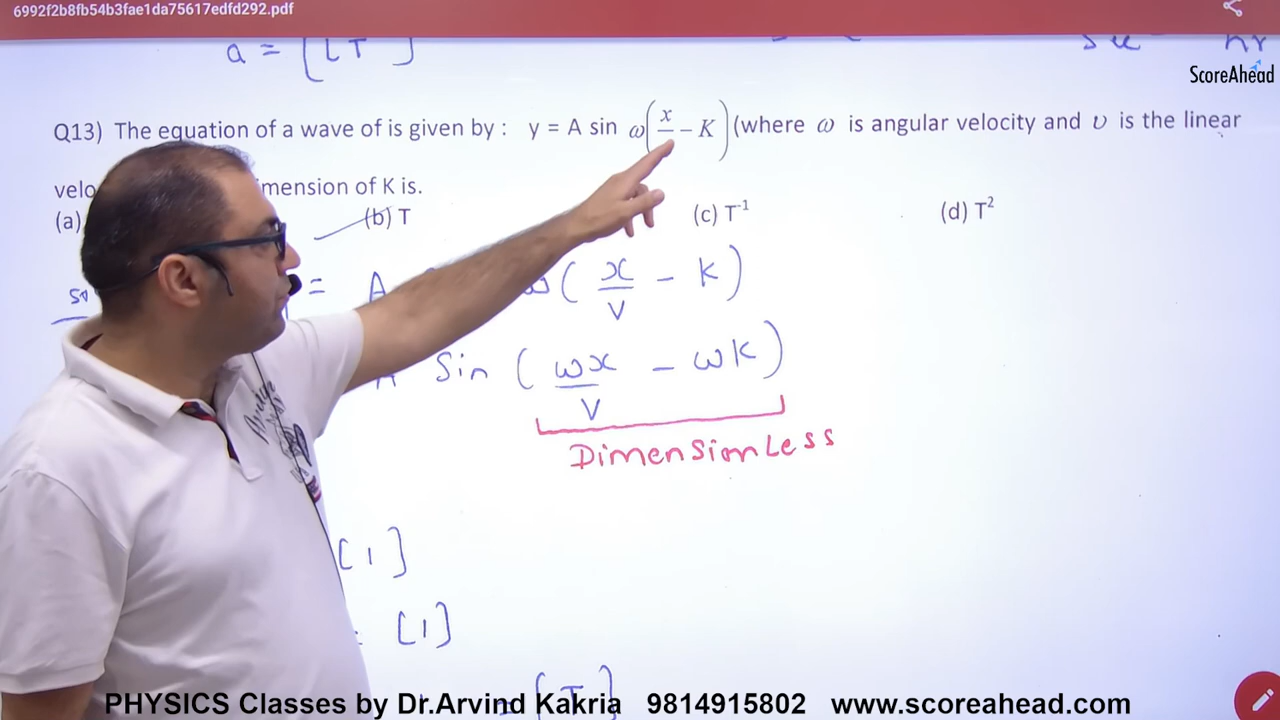 6992f2b8fb54b3fae1da75617edfd292.pdf
a = [LT ]
ScoreAhead
Q13) The equation of a wave of is given by : y = A sin ω(x/ − K) (where ω is angular velocity and υ is the linear
mension of K is.
(a) (b) T (c) T⁻¹ (d) T²
= A ω( x/v − k )
Sin ( ωx/v − ωk )
Dimensionless
[ 1 ]
= [ 1 ]
= [ T ]
PHYSICS Classes by Dr.Arvind Kakria 9814915802 www.scoreahead.com